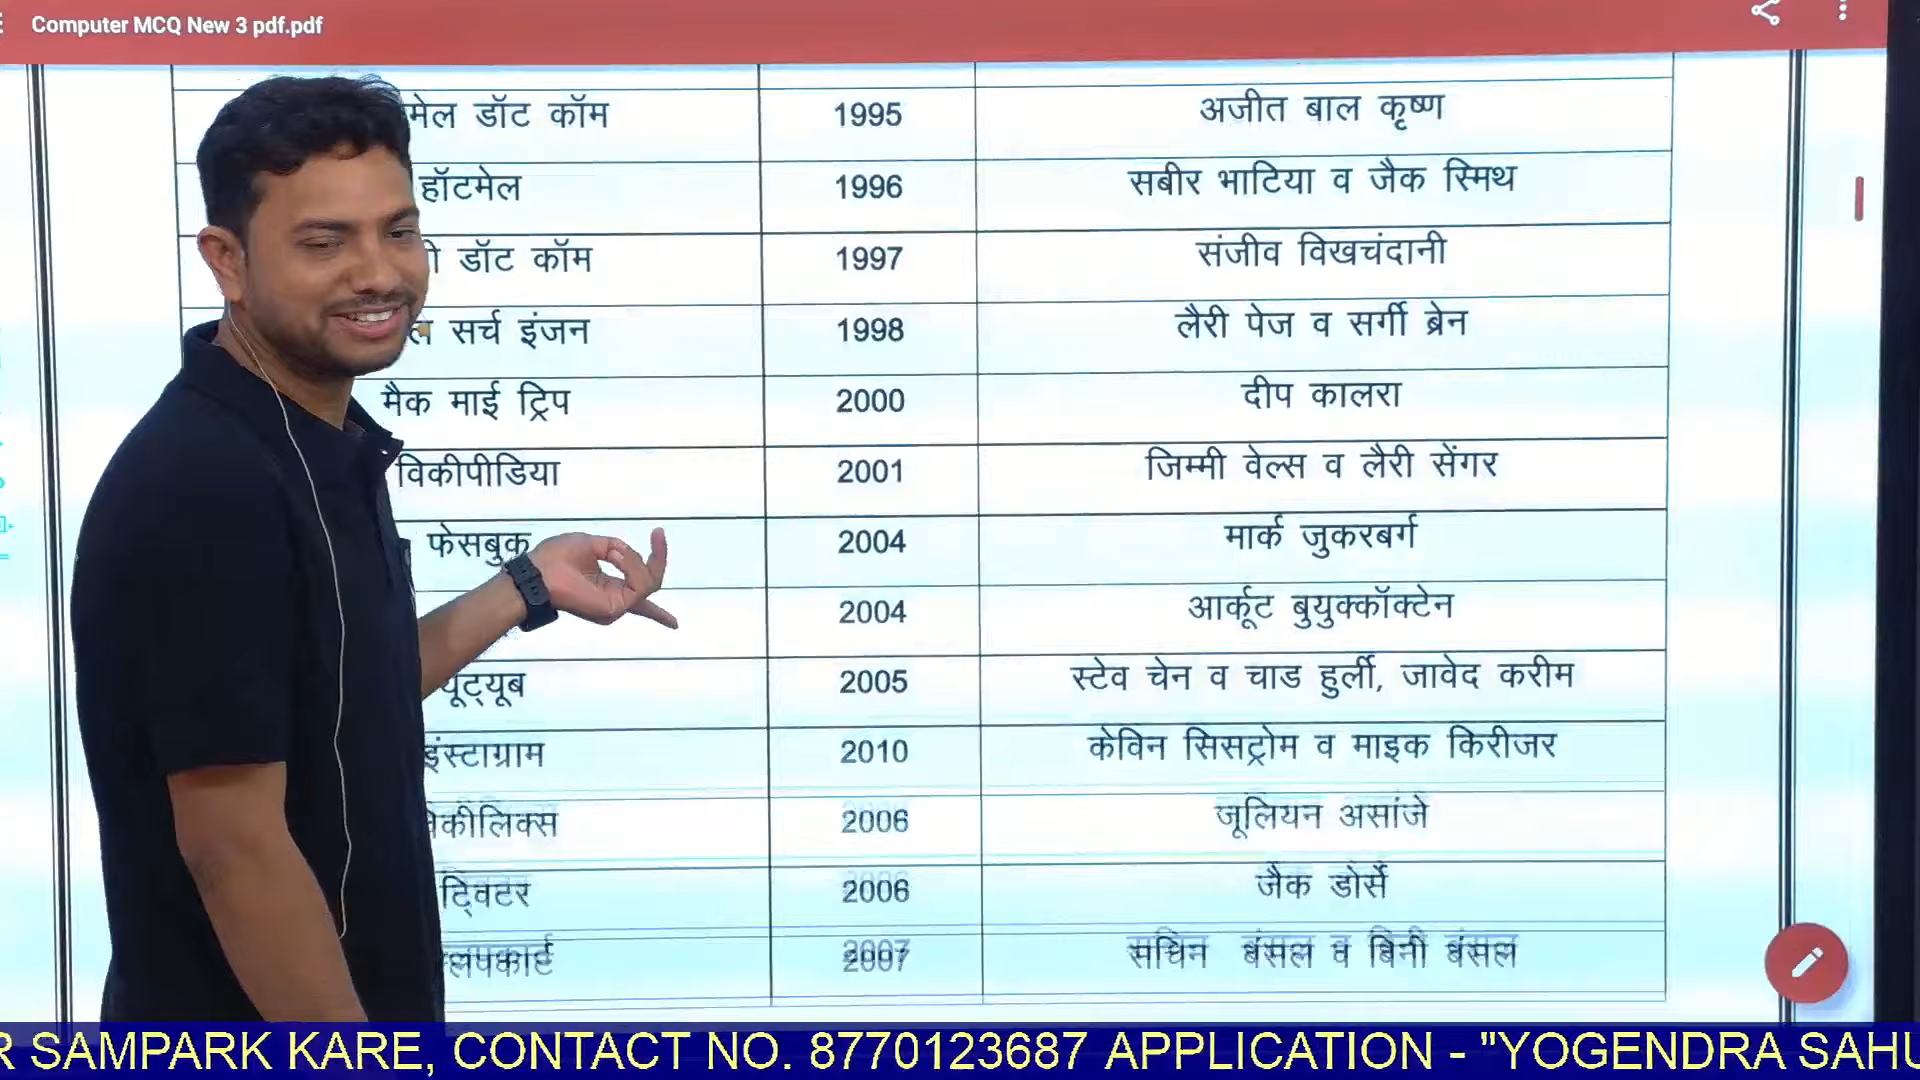 Computer MCQ New 3 pdf.pdf
मेल डॉट कॉम 1995 अजीत बाल कृष्ण
हॉटमेल 1996 सबीर भाटिया व जैक स्मिथ
डॉट कॉम 1997 संजीव विखचंदानी
सर्च इंजन 1998 लैरी पेज व सर्गी ब्रेन
मैक माई ट्रिप 2000 दीप कालरा
विकीपीडिया 2001 जिम्मी वेल्स व लैरी सेंगर
फेसबुक 2004 मार्क जुकरबर्ग
2004 आर्कूट बुयुक्कॉक्टेन
यूट्यूब 2005 स्टेव चेन व चाड हुर्ली, जावेद करीम
इंस्टाग्राम 2010 केविन सिसट्रोम व माइक किरीजर
विकीलिक्स 2006 जूलियन असांजे
ट्विटर 2006 जैक डोर्से
लपकार्ट 2007 सचिन बंसल व बिनी बंसल
R SAMPARK KARE, CONTACT NO. 8770123687 APPLICATION - "YOGENDRA SAHU